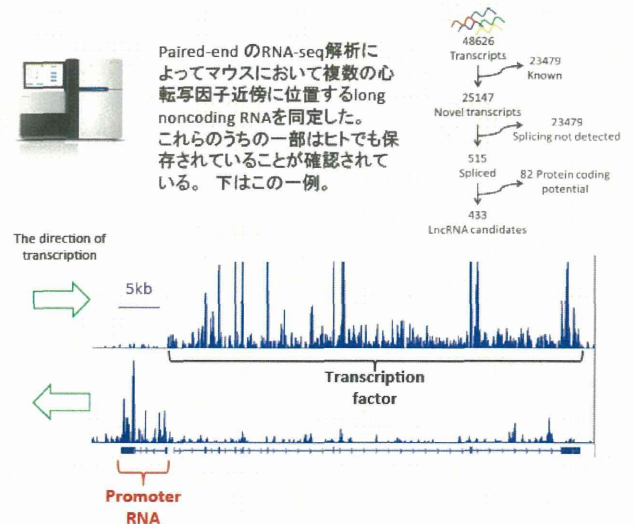 Paired-end のRNA-seq解析に
よってマウスにおいて複数の心
転写因子近傍に位置するlong
noncoding RNAを同定した。
これらのうちの一部はヒトでも保
存されていることが確認されて
いる。 下はこの一例。
48626
Transcripts
23479
Known
25147
Novel transcripts
23479
Splicing not detected
515
Spliced
82 Protein coding
potential
433
LncRNA candidates
The direction of
transcription
5kb
Transcription
factor
Promoter
RNA